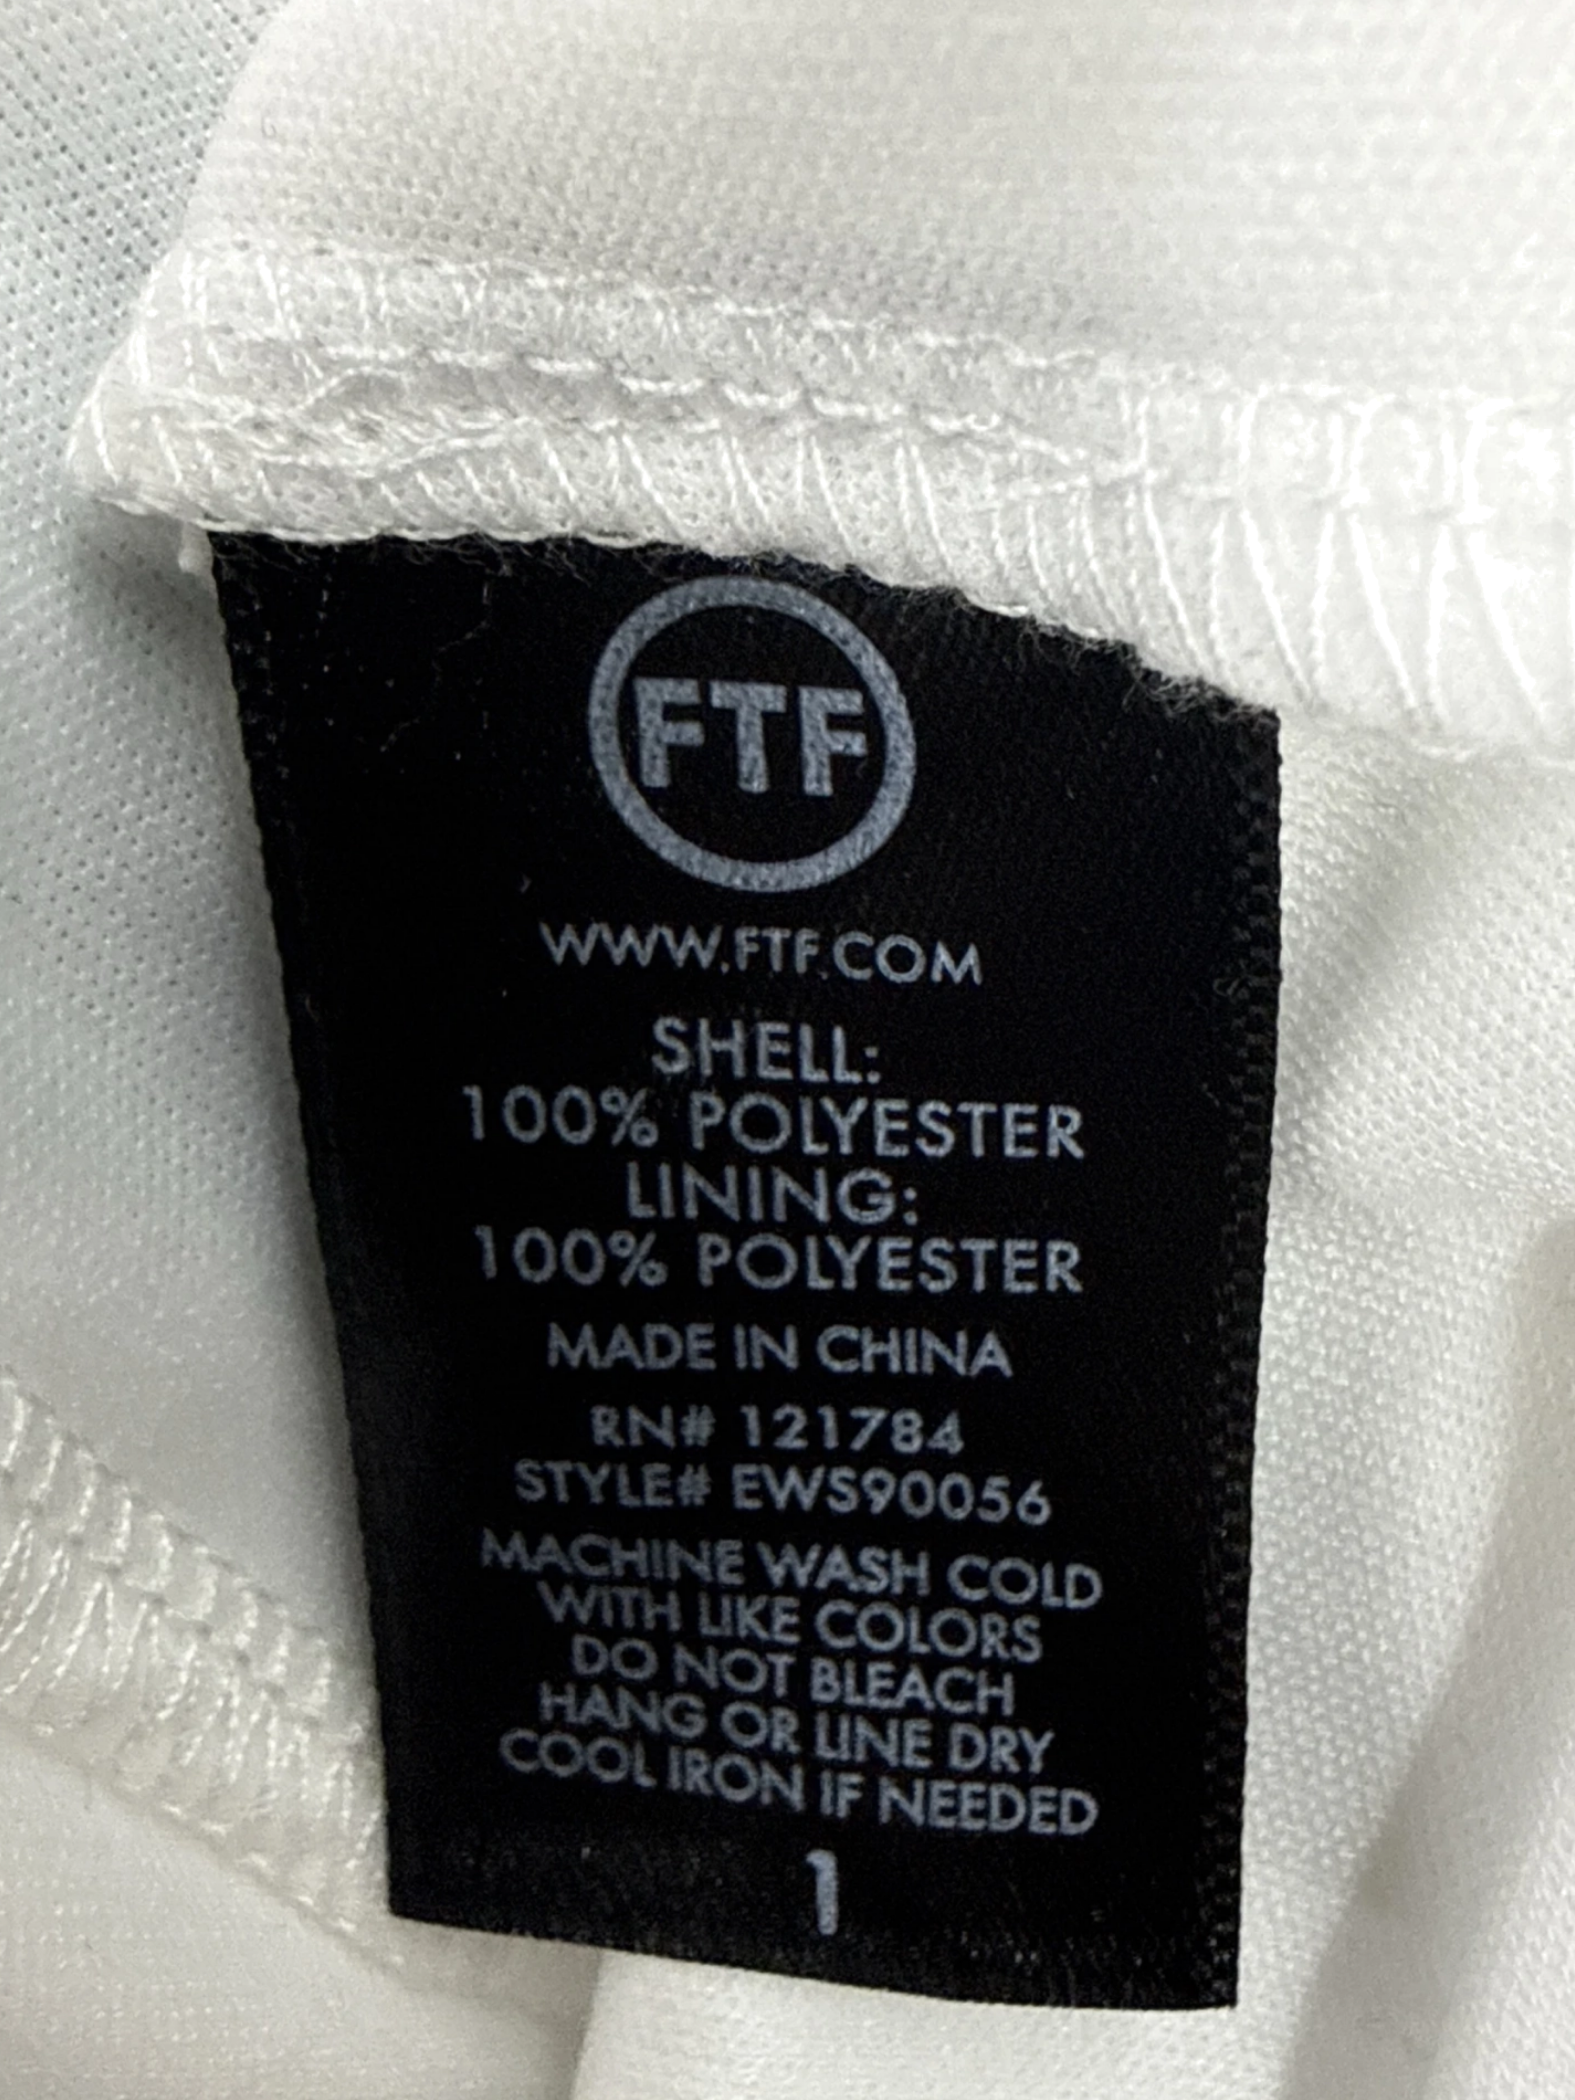 FTF
WWW.FTF.COM
SHELL:
100% POLYESTER
LINING:
100% POLYESTER
MADE IN CHINA
RN# 121784
STYLE# EWS90056
MACHINE WASH COLD
WITH LIKE COLORS
DO NOT BLEACH
HANG OR LINE DRY
COOL IRON IF NEEDED
1